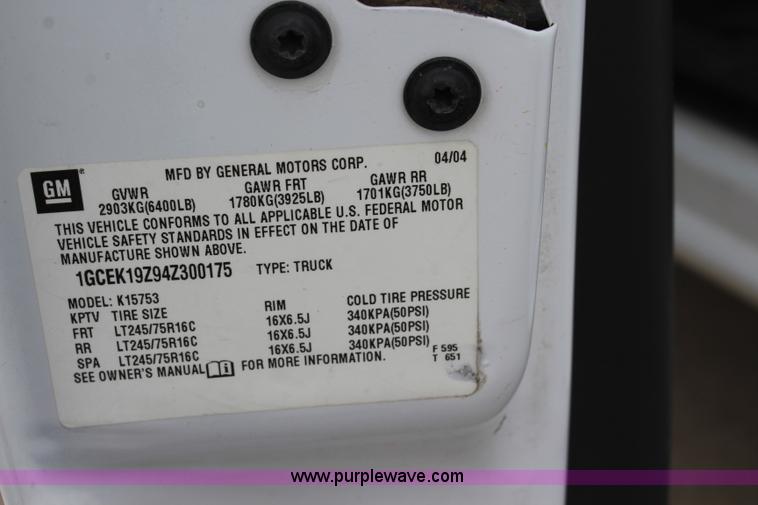 GM ®
MFD BY GENERAL MOTORS CORP. 04/04
GVWR GAWR FRT GAWR RR
2903KG(6400LB) 1780KG(3925LB) 1701KG(3750LB)
THIS VEHICLE CONFORMS TO ALL APPLICABLE U.S. FEDERAL MOTOR
VEHICLE SAFETY STANDARDS IN EFFECT ON THE DATE OF
MANUFACTURE SHOWN ABOVE.
1GCEK19Z94Z300175 TYPE: TRUCK
MODEL: K15753
KPTV TIRE SIZE RIM COLD TIRE PRESSURE
FRT LT245/75R16C 16X6.5J 340KPA(50PSI)
RR LT245/75R16C 16X6.5J 340KPA(50PSI)
SPA LT245/75R16C 16X6.5J 340KPA(50PSI)
SEE OWNER'S MANUAL FOR MORE INFORMATION.
F 595
T 651
www.purplewave.com